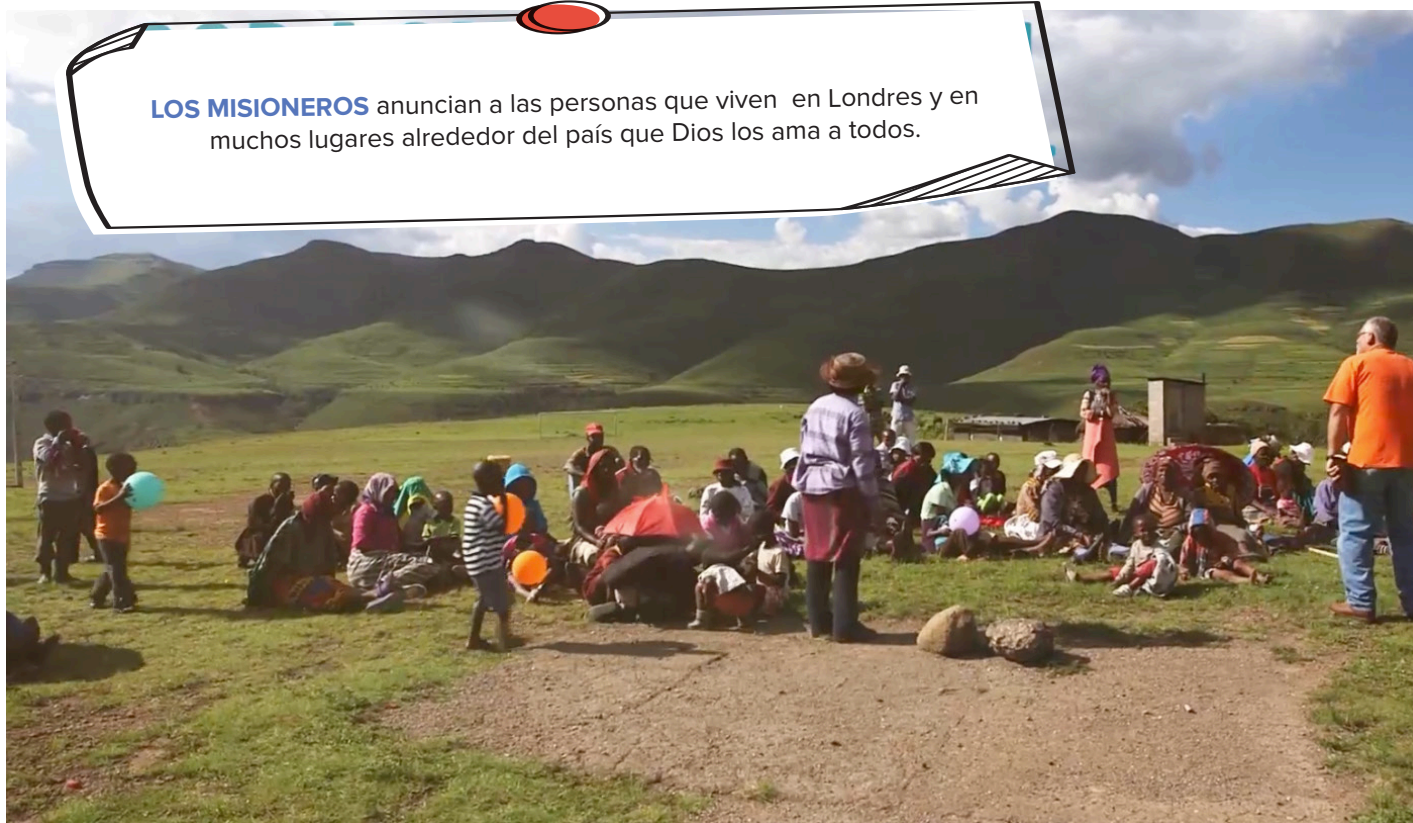 LOS MISIONEROS anuncian a las personas que viven  en Londres y en
muchos lugares alrededor del país que Dios los ama a todos.